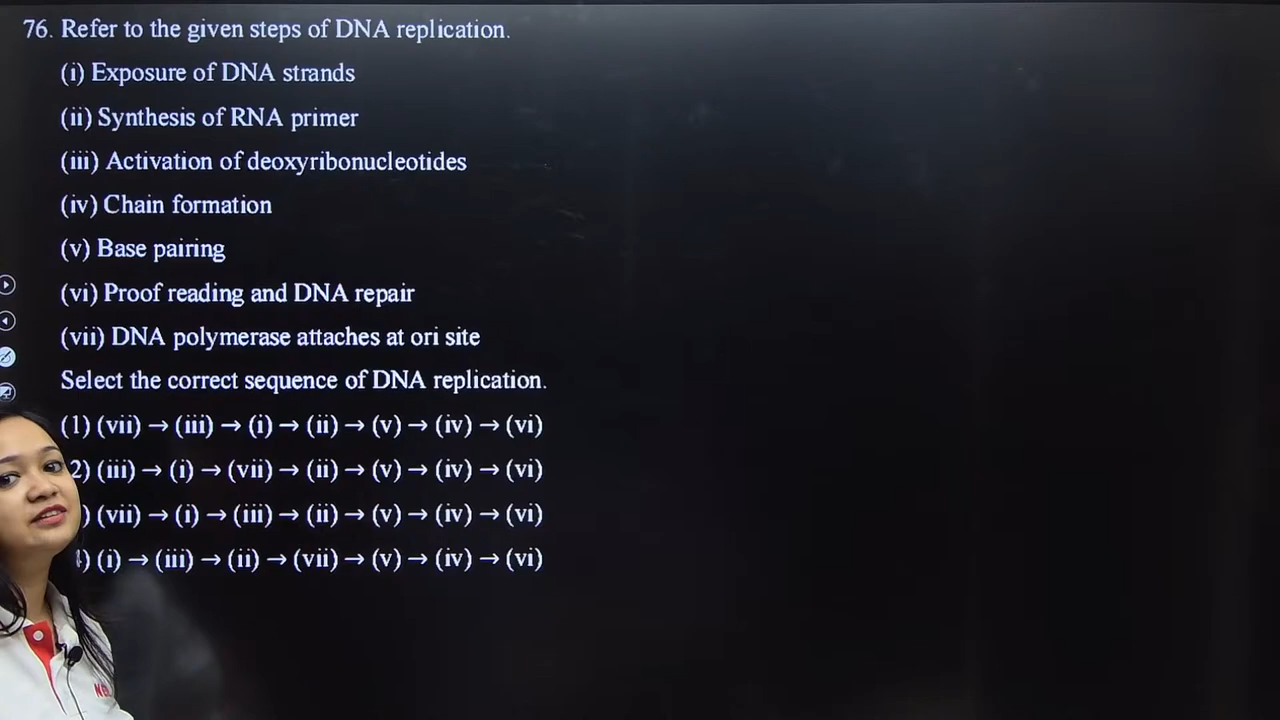 76. Refer to the given steps of DNA replication.
(i) Exposure of DNA strands
(ii) Synthesis of RNA primer
(iii) Activation of deoxyribonucleotides
(iv) Chain formation
(v) Base pairing
(vi) Proof reading and DNA repair
(vii) DNA polymerase attaches at ori site
Select the correct sequence of DNA replication.
(1) (vii) → (iii) → (i) → (ii) → (v) → (iv) → (vi)
2) (iii) → (i) → (vii) → (ii) → (v) → (iv) → (vi)
) (vii) → (i) → (iii) → (ii) → (v) → (iv) → (vi)
) (i) → (iii) → (ii) → (vii) → (v) → (iv) → (vi)